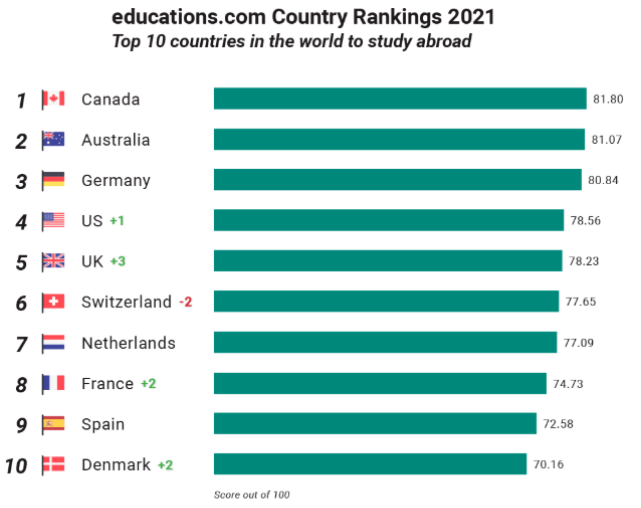 educations.com Country Rankings 2021
Top 10 countries in the world to study abroad
1 Canada 81.80
2 Australia 81.07
3 Germany 80.84
4 US +1 78.56
5 UK +3 78.23
6 Switzerland -2 77.65
7 Netherlands 77.09
8 France +2 74.73
9 Spain 72.58
10 Denmark +2 70.16
Score out of 100